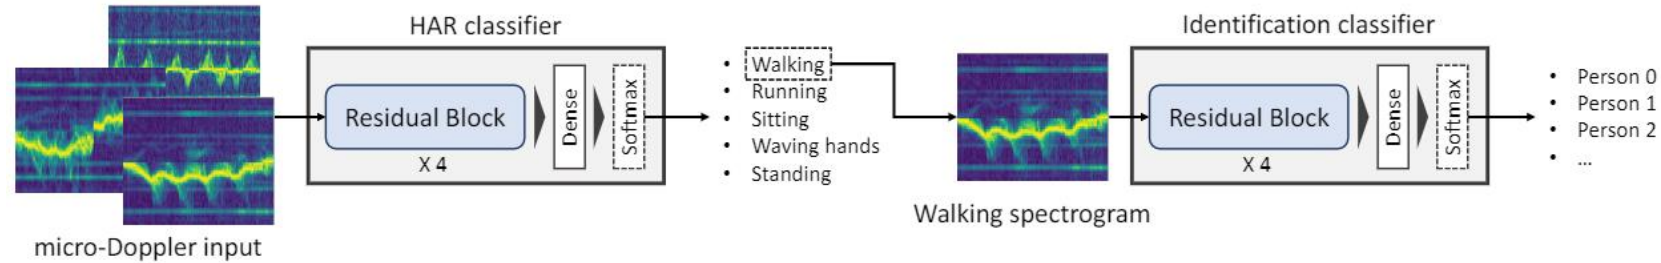 HAR classifier
Residual Block
X 4
Dense
Softmax
micro-Doppler input
• Walking
• Running
• Sitting
• Waving hands
• Standing
Walking spectrogram
Identification classifier
Residual Block
X 4
Dense
Softmax
• Person 0
• Person 1
• Person 2
• ...